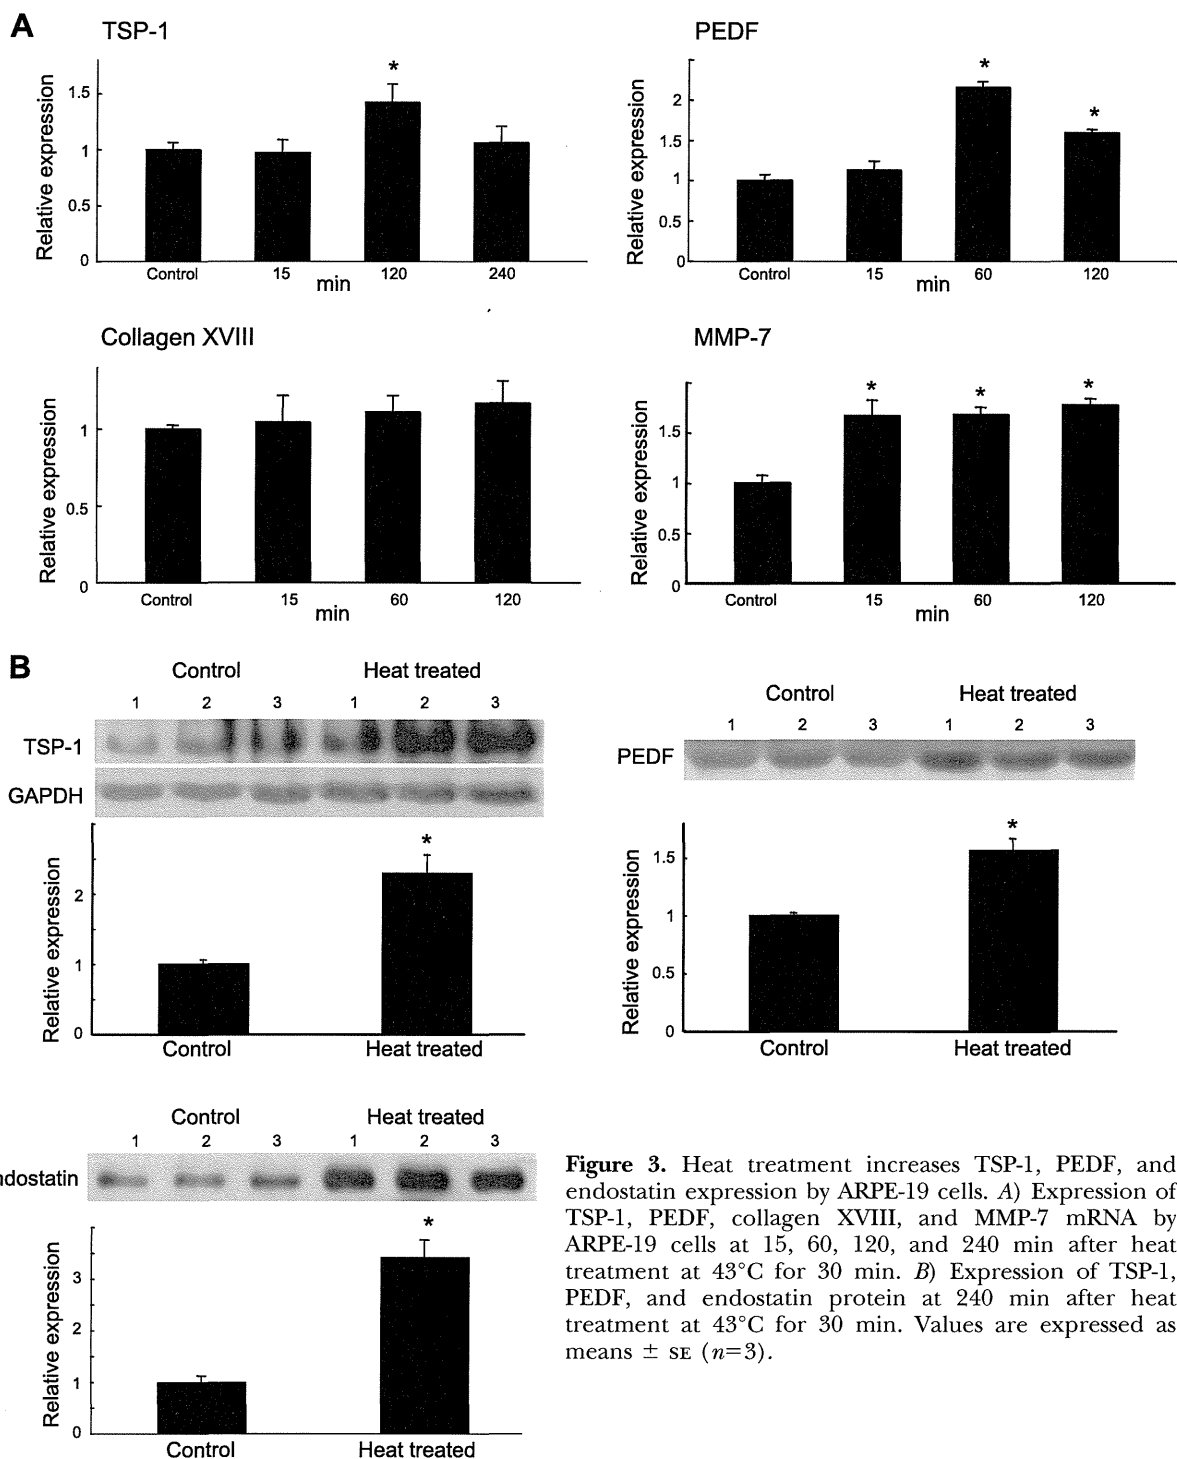 A
TSP-1
Relative expression
1.5
1
0.5
0
*
Control 15 120 240
min
PEDF
Relative expression
2
1.5
1
0.5
0
*
*
Control 15 60 120
min
Collagen XVIII
Relative expression
1
0.5
0
Control 15 60 120
min
MMP-7
Relative expression
1.5
1
0.5
0
* * *
Control 15 60 120
min
B
Control Heat treated
1 2 3 1 2 3
TSP-1
GAPDH
Relative expression
2
1
0
*
Control Heat treated
Control Heat treated
1 2 3 1 2 3
PEDF
Relative expression
1.5
1
0.5
0
*
Control Heat treated
Control Heat treated
1 2 3 1 2 3
ndostatin
Relative expression
3
2
1
0
*
Control Heat treated
Figure 3. Heat treatment increases TSP-1, PEDF, and
endostatin expression by ARPE-19 cells. A) Expression of
TSP-1, PEDF, collagen XVIII, and MMP-7 mRNA by
ARPE-19 cells at 15, 60, 120, and 240 min after heat
treatment at 43°C for 30 min. B) Expression of TSP-1,
PEDF, and endostatin protein at 240 min after heat
treatment at 43°C for 30 min. Values are expressed as
means ± SE (n=3).